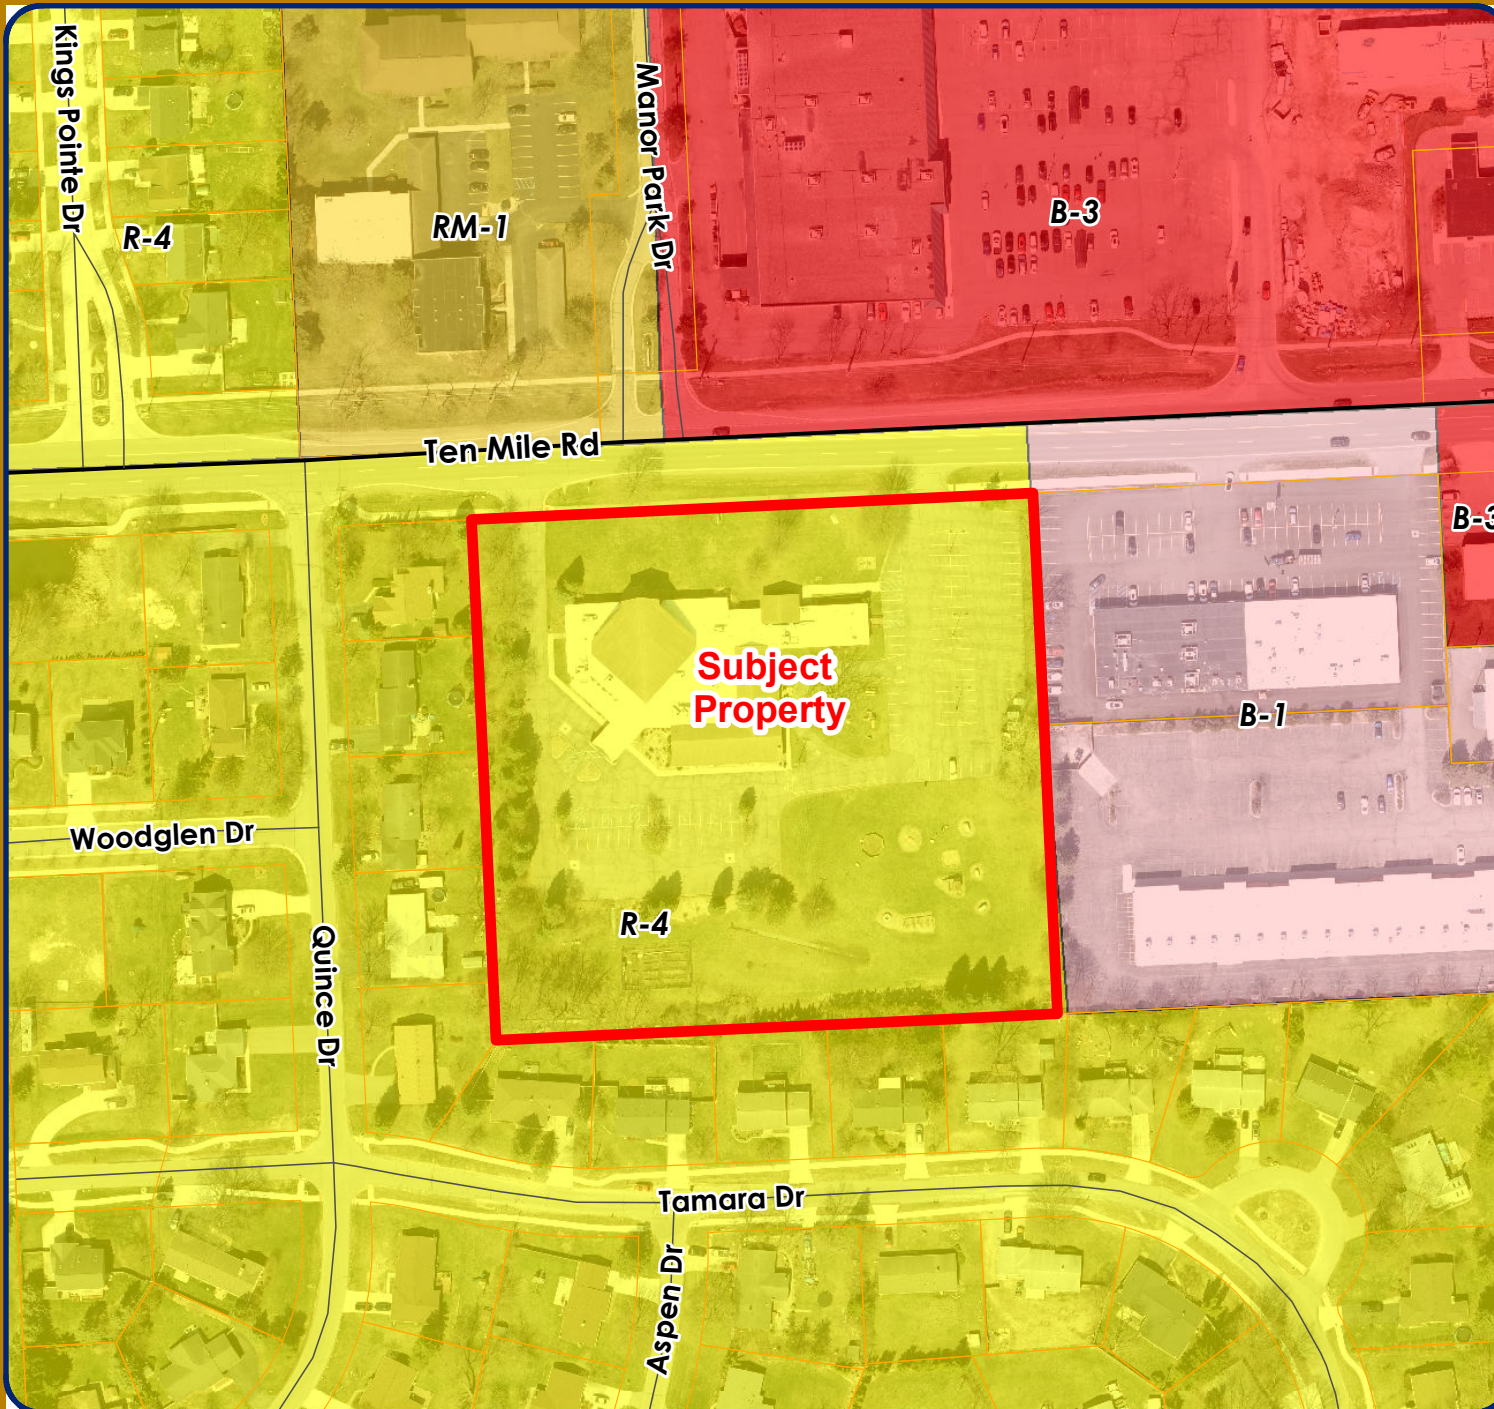 Kings Pointe Dr
Manor Park Dr
R-4
RM-1
B-3
Ten Mile Rd
B-3
Subject
Property
B-1
Woodglen Dr
R-4
Quince Dr
Tamara Dr
Aspen Dr